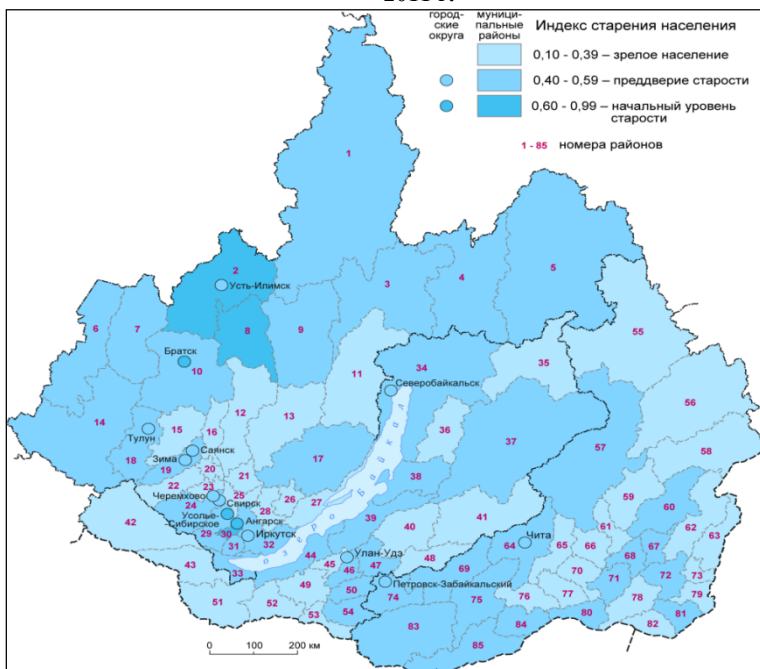 2011 г.
город-
ские
округа
муници-
пальные
районы
Индекс старения населения
0,10 - 0,39 – зрелое население
0,40 - 0,59 – преддверие старости
0,60 - 0,99 – начальный уровень
старости
1 - 85 номера районов
1
2
Усть-Илимск
3
4
5
6
7
8
9
55
Братск
10
11
34
35
Северобайкальск
56
14
12
13
15
16
36
37
57
58
Тулун
18
Саянск
Зима
19
17
20
21
22
23
38
59
60
Черемхово
24
25
Свирск
26
27
28
Усолье-
Сибирское
Ангарск
29
30
31
Иркутск
32
33
озеро Байкал
39
40
41
42
43
44
45
Улан-Удэ
46
47
48
49
50
51
52
53
54
61
62
63
64
Чита
65
66
67
68
69
70
71
72
73
Петровск-Забайкальский
74
75
76
77
78
79
80
81
82
83
84
85
0 100 200 км